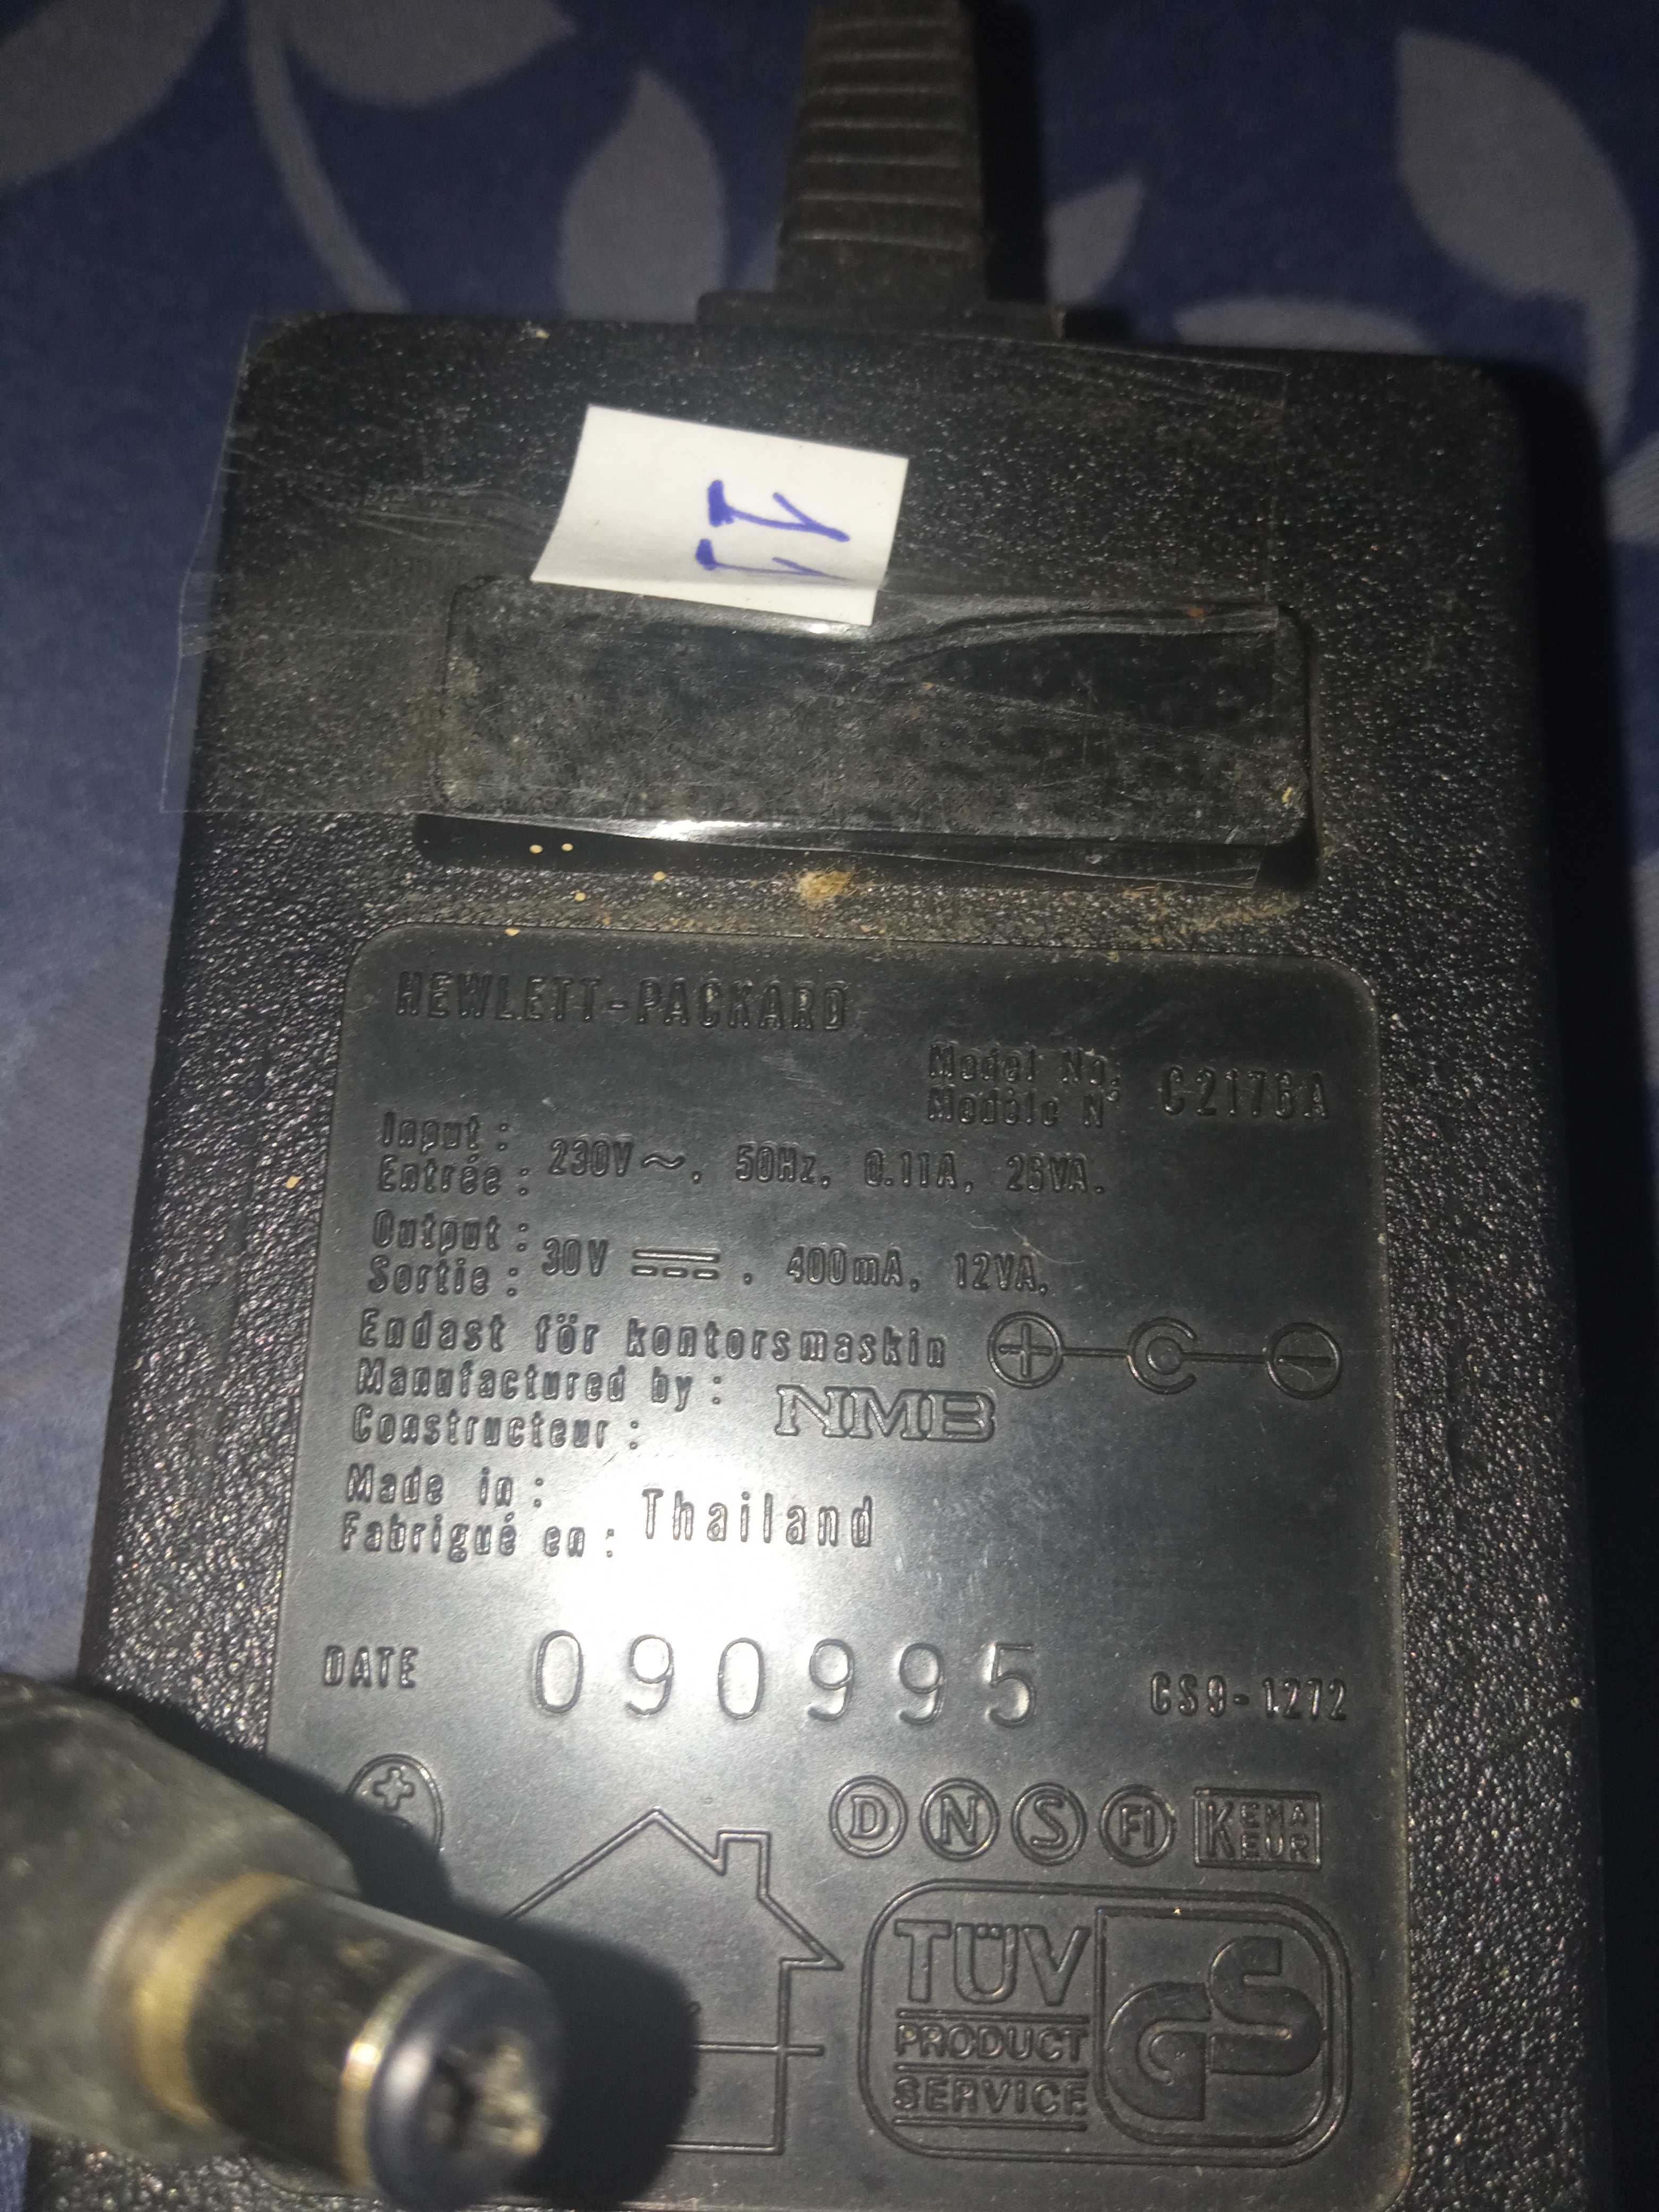 11
HEWLETT-PACKARD
Model No. C2176A
Modèle N°
Input : 230V~, 50Hz, 0.11A, 26VA.
Entrée :
Output : 30V ⎓, 400mA, 12VA.
Sortie :
Endast för kontorsmaskin
Manufactured by : NMB
Constructeur :
Made in : Thailand
Fabriqué en :
DATE 090995 CS9-1272
D N S FI KEMA
KEUR
TÜV GS
PRODUCT
SERVICE